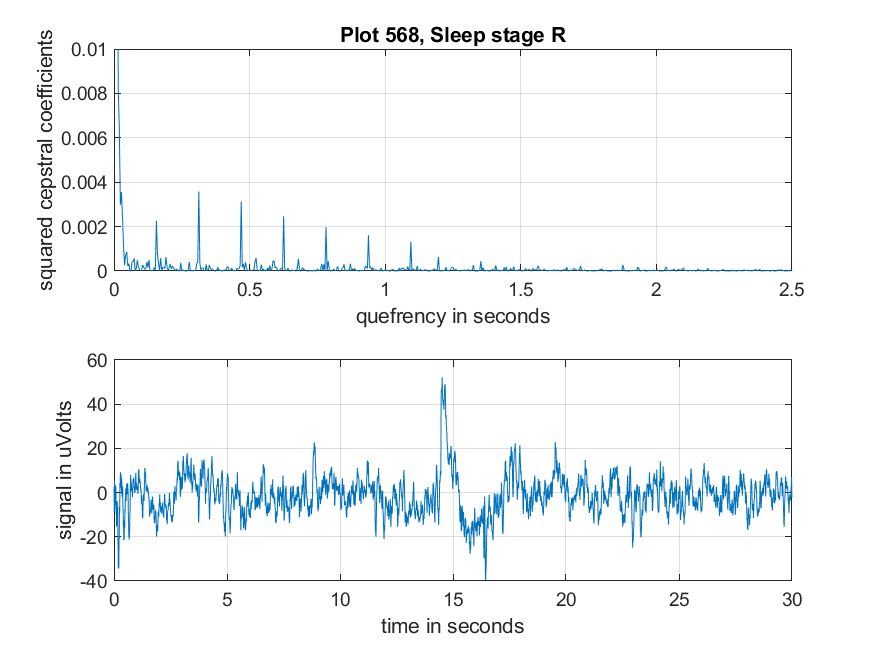 Plot 568, Sleep stage R
squared cepstral coefficients
0.01
0.008
0.006
0.004
0.002
0
0 0.5 1 1.5 2 2.5
quefrency in seconds
signal in uVolts
60
40
20
0
-20
-40
0 5 10 15 20 25 30
time in seconds